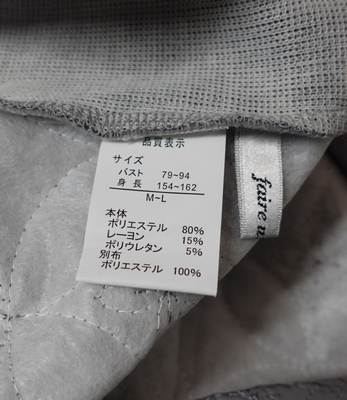 品質表示
サイズ
バスト 79~94
身長 154~162
M~L
本体
ポリエステル 80%
レーヨン 15%
ポリウレタン 5%
別布
ポリエステル 100%
faire